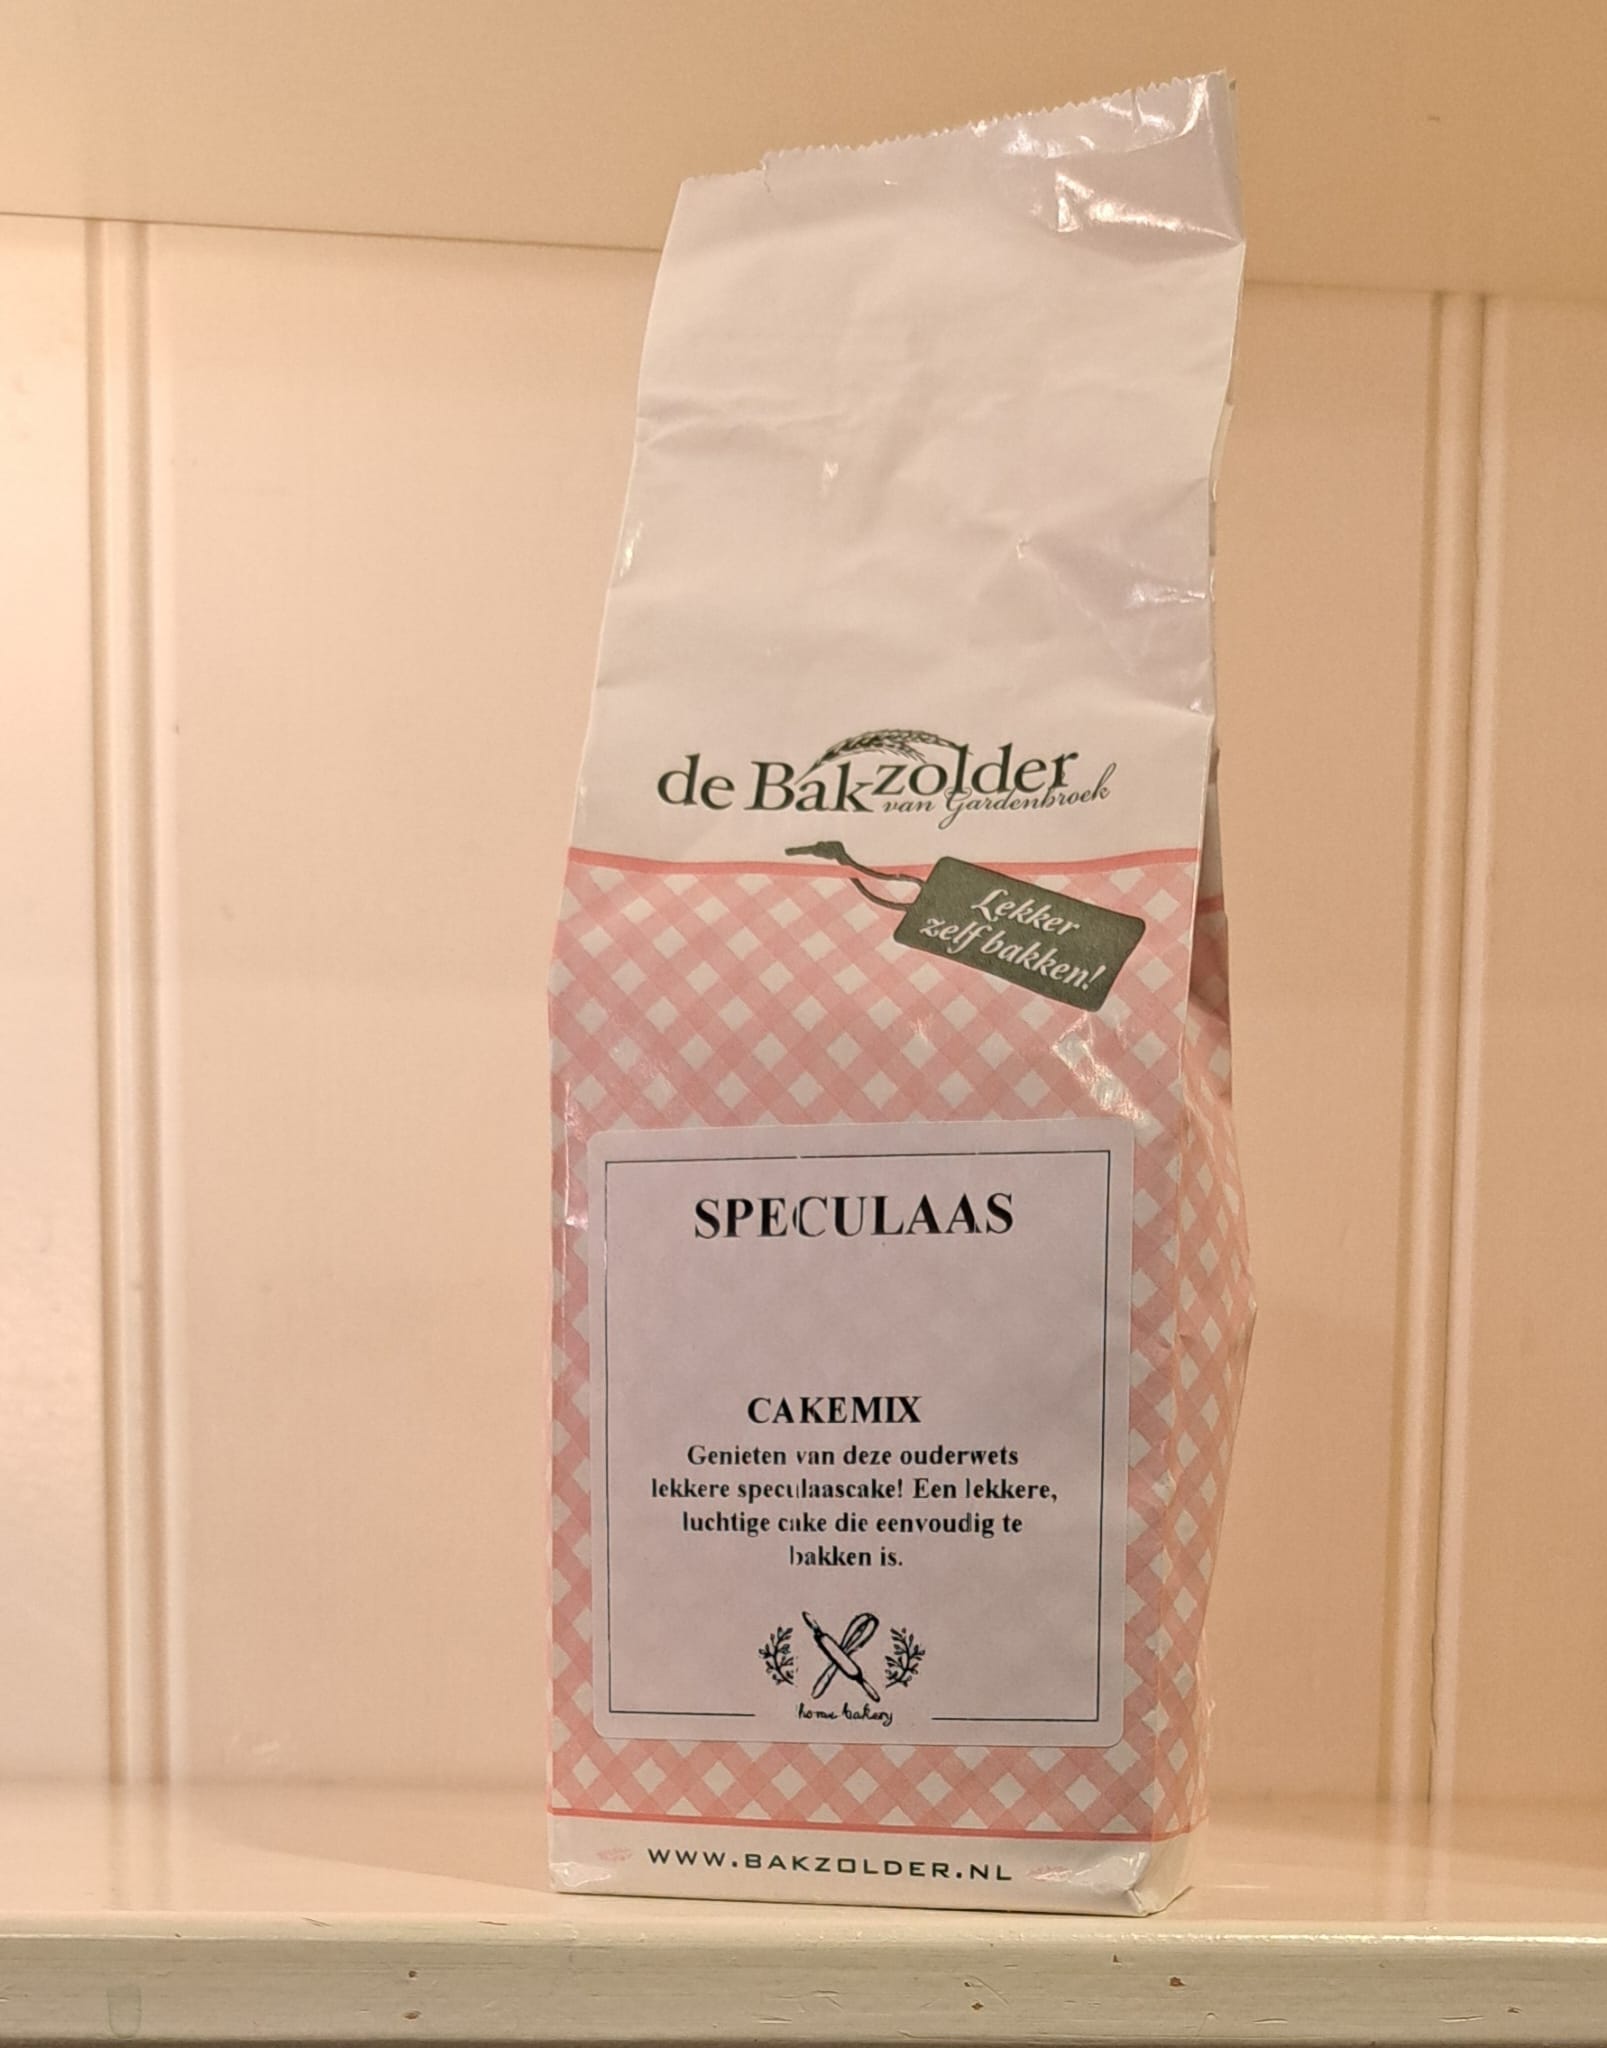 de Bakzolder
van Gardenbroek
Lekker
zelf bakken!
SPECULAAS
CAKEMIX
Genieten van deze ouderwets
lekkere speculaascake! Een lekkere,
luchtige cake die eenvoudig te
bakken is.
home bakery
WWW.BAKZOLDER.NL